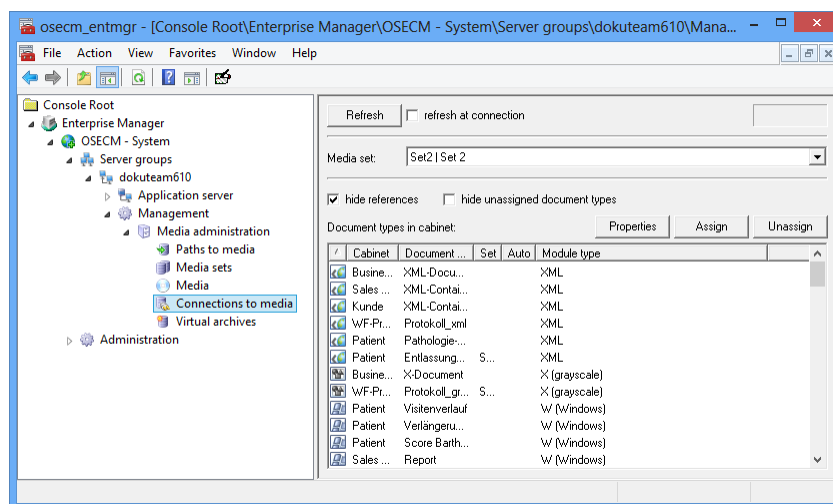 osecm_entmgr - [Console Root\Enterprise Manager\OSECM - System\Server groups\dokuteam610\Mana...
File Action View Favorites Window Help
Console Root
Enterprise Manager
OSECM - System
Server groups
dokuteam610
Application server
Management
Media administration
Paths to media
Media sets
Media
Connections to media
Virtual archives
Administration
Refresh refresh at connection
Media set: Set2 | Set 2
hide references hide unassigned document types
Document types in cabinet: Properties Assign Unassign
/ Cabinet Document ... Set Auto Module type
Busine... XML-Docu... XML
Sales ... XML-Contai... XML
Kunde XML-Contai... XML
WF-Pr... Protokoll_xml XML
Patient Pathologie-... XML
Patient Entlassung... S... XML
Busine... X-Document X (grayscale)
WF-Pr... Protokoll_gr... S... X (grayscale)
Patient Visitenverlauf W (Windows)
Patient Verlängeru... W (Windows)
Patient Score Barth... W (Windows)
Sales ... Report W (Windows)